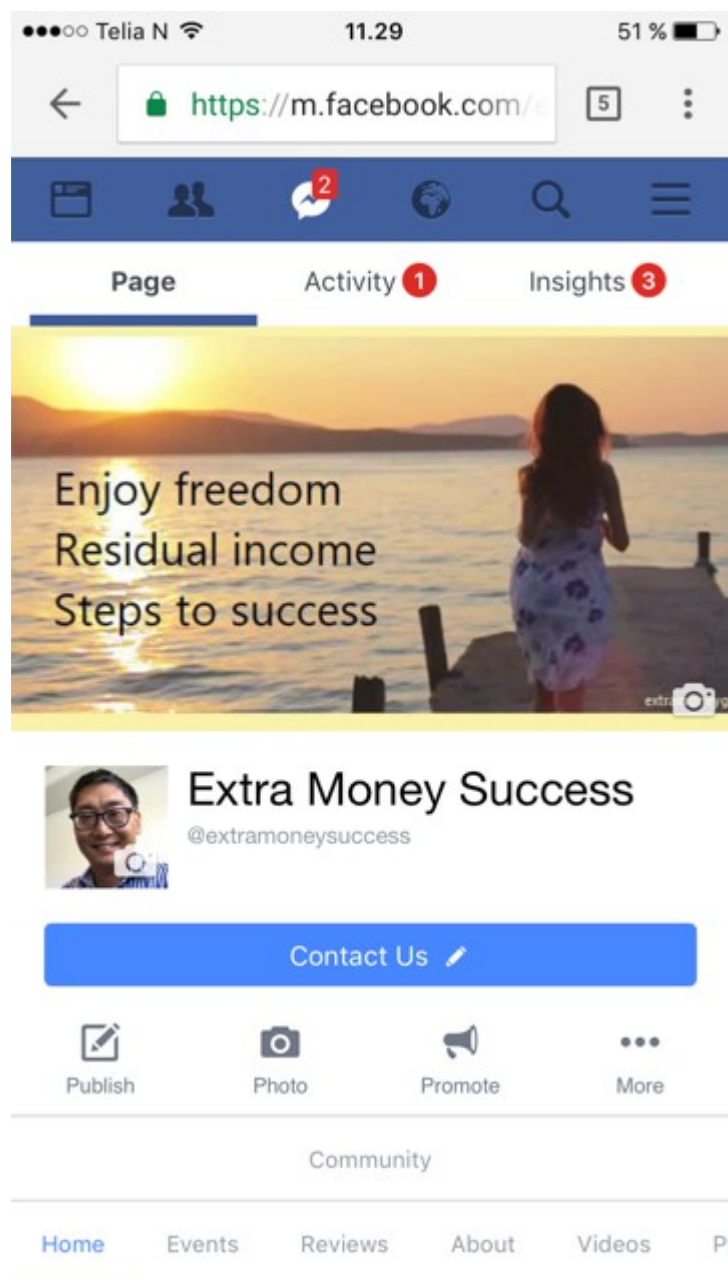 Telia N 11.29 51 %
https://m.facebook.com/e 5
2
Page Activity 1 Insights 3
Enjoy freedom
Residual income
Steps to success
Extra Money Success
@extramoneysuccess
Contact Us
Publish Photo Promote More
Community
Home Events Reviews About Videos P